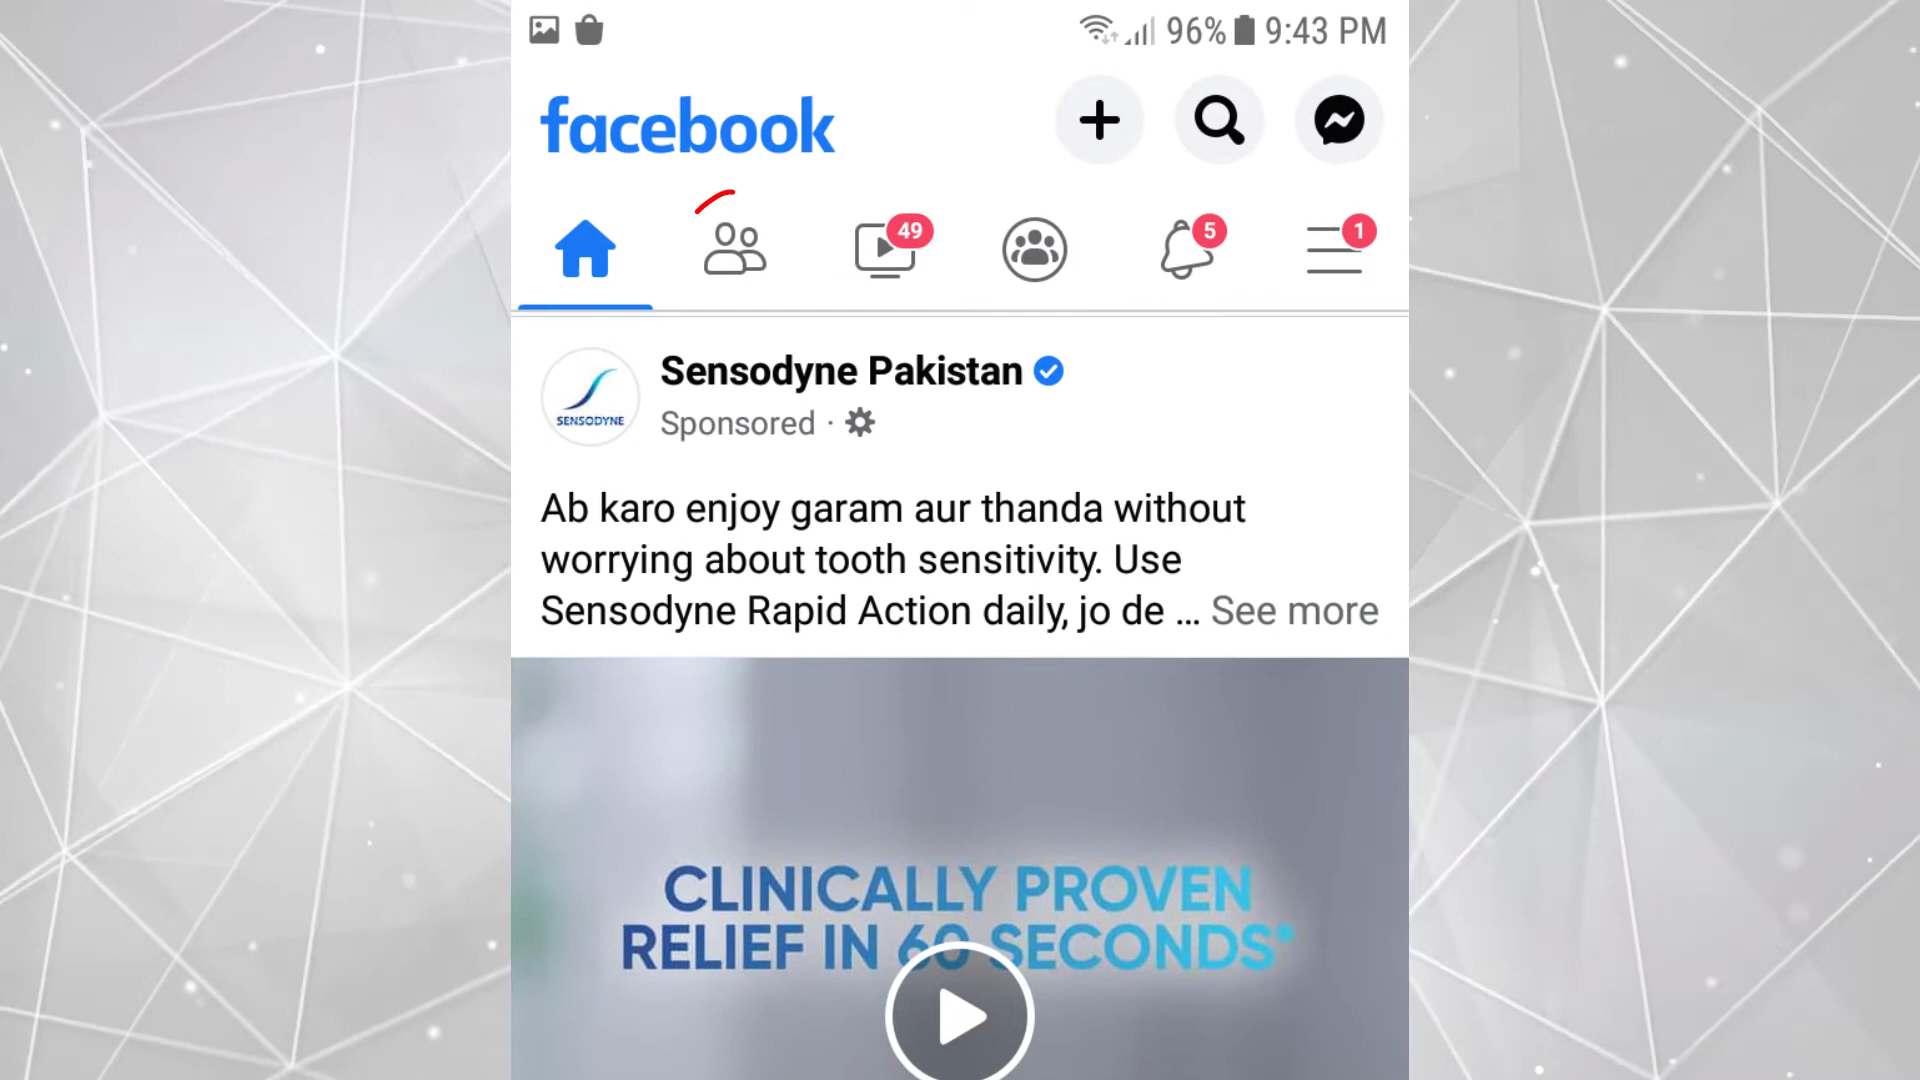 96% 9:43 PM
facebook
49
5
1
Sensodyne Pakistan
Sponsored ·
SENSODYNE
Ab karo enjoy garam aur thanda without
worrying about tooth sensitivity. Use
Sensodyne Rapid Action daily, jo de ... See more
CLINICALLY PROVEN
RELIEF IN 60 SECONDS*